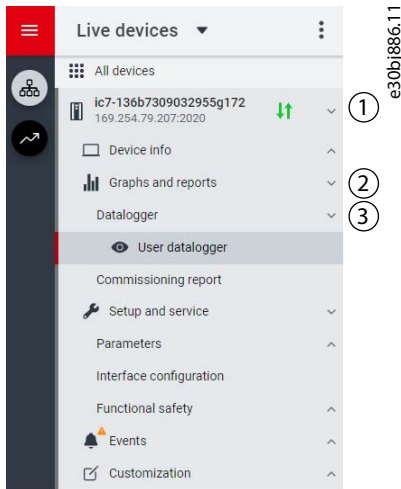 Live devices
All devices
ic7-136b7309032955g172
169.254.79.207:2020
1
Device info
Graphs and reports
2
Datalogger
3
User datalogger
Commissioning report
Setup and service
Parameters
Interface configuration
Functional safety
Events
Customization
e30bi886.11